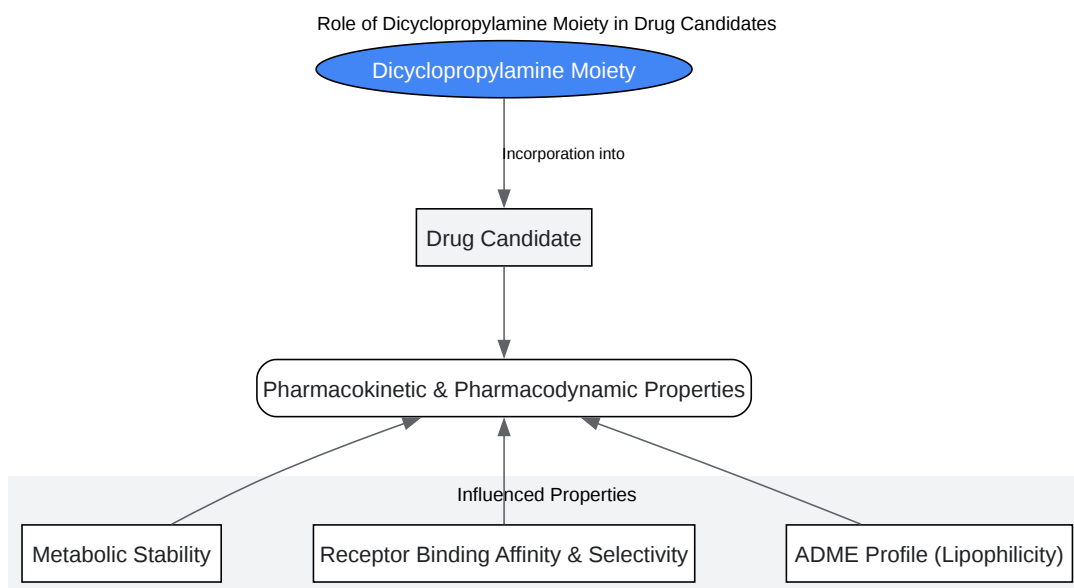 Role of Dicyclopropylamine Moiety in Drug Candidates
Dicyclopropylamine Moiety
Incorporation into
Drug Candidate
Pharmacokinetic & Pharmacodynamic Properties
Influenced Properties
Metabolic Stability
Receptor Binding Affinity & Selectivity
ADME Profile (Lipophilicity)